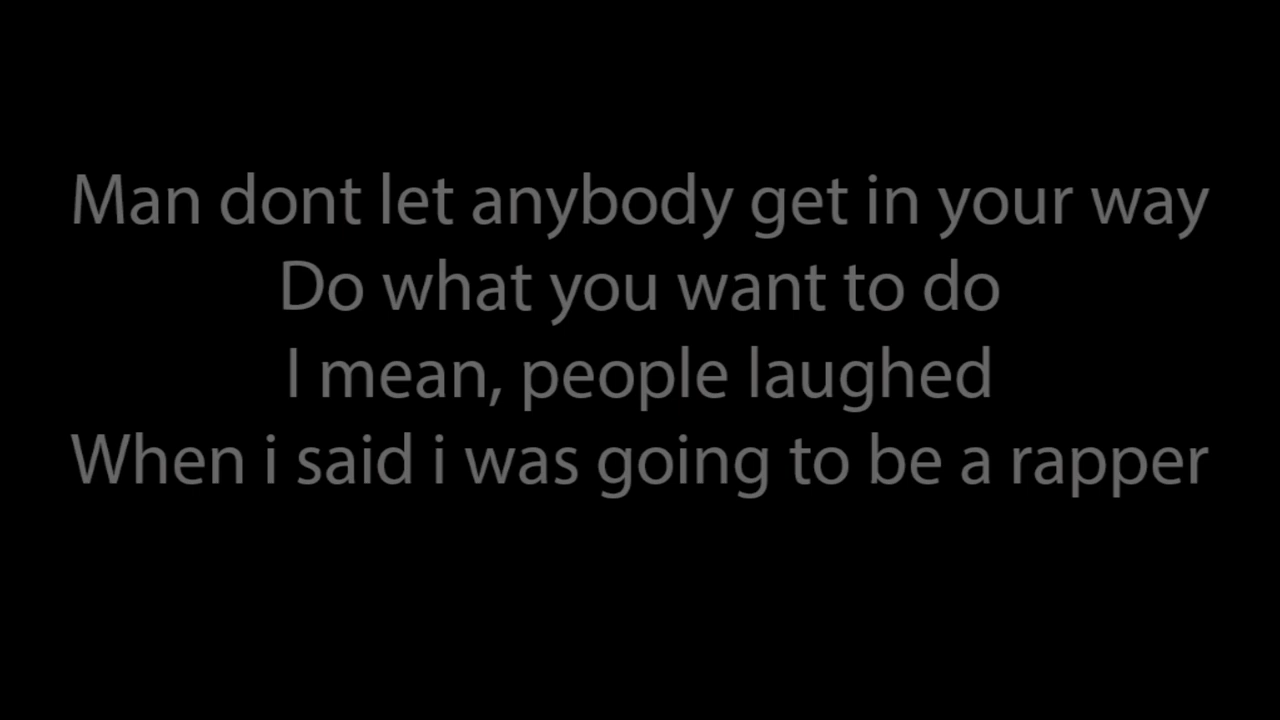 Man dont let anybody get in your way
Do what you want to do
I mean, people laughed
When i said i was going to be a rapper